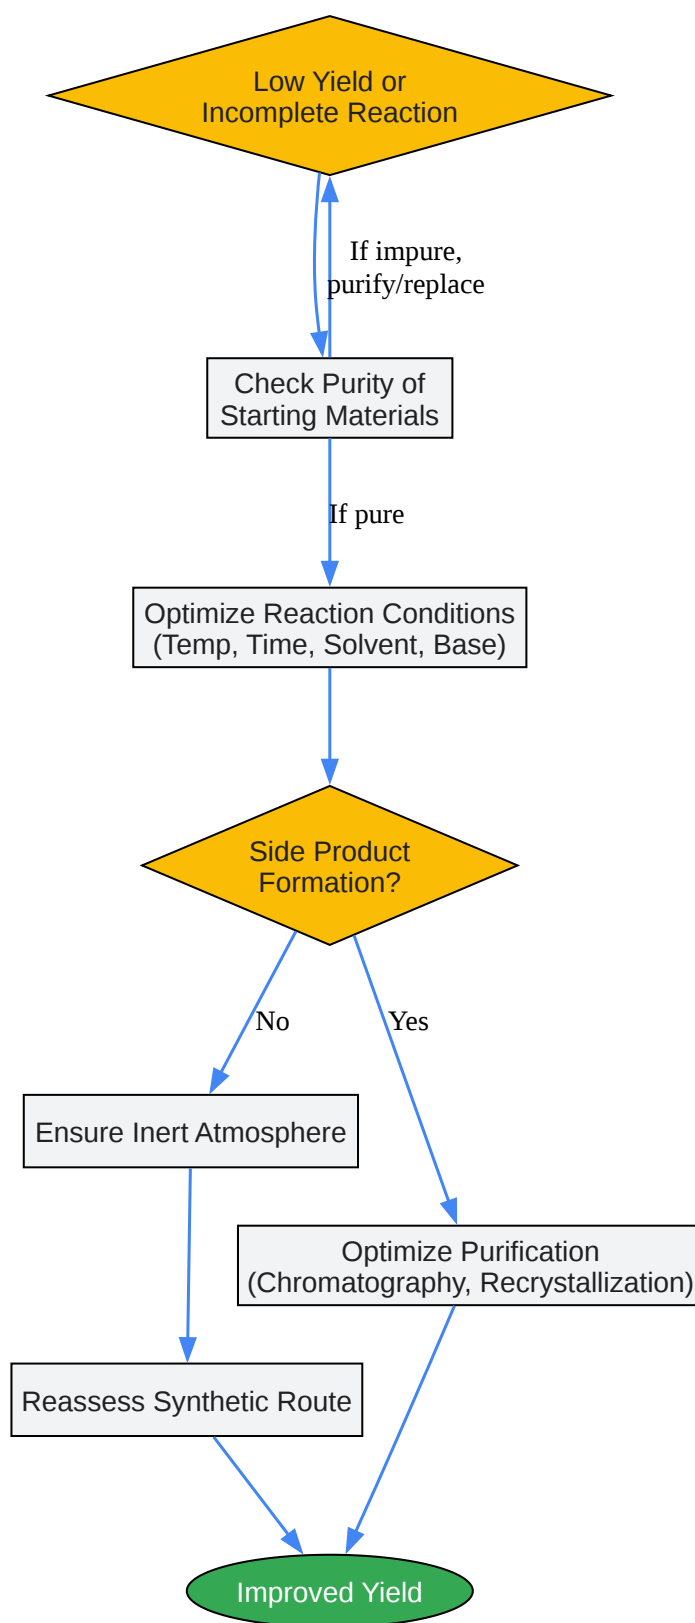 Low Yield or
Incomplete Reaction
If impure,
purify/replace
Check Purity of
Starting Materials
If pure
Optimize Reaction Conditions
(Temp, Time, Solvent, Base)
Side Product
Formation?
No
Yes
Ensure Inert Atmosphere
Optimize Purification
(Chromatography, Recrystallization)
Reassess Synthetic Route
Improved Yield